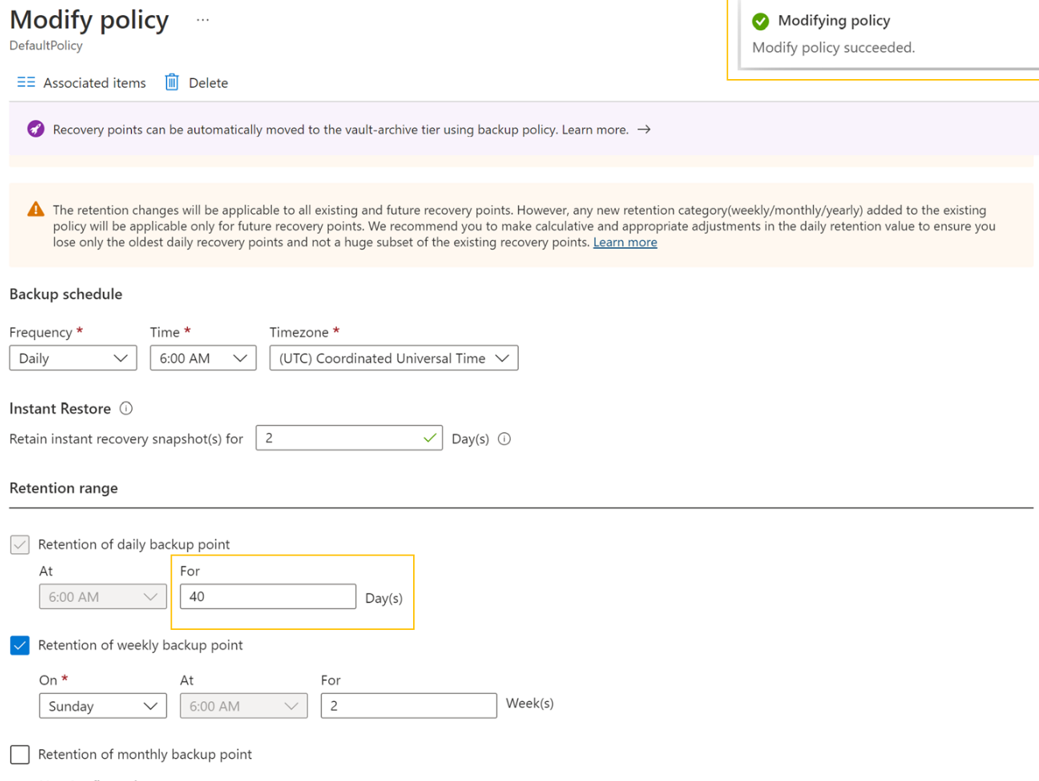 Modify policy ...
DefaultPolicy
Modifying policy
Modify policy succeeded.
Associated items Delete
Recovery points can be automatically moved to the vault-archive tier using backup policy. Learn more. →
The retention changes will be applicable to all existing and future recovery points. However, any new retention category(weekly/monthly/yearly) added to the existing
policy will be applicable only for future recovery points. We recommend you to make calculative and appropriate adjustments in the daily retention value to ensure you
lose only the oldest daily recovery points and not a huge subset of the existing recovery points. Learn more
Backup schedule
Frequency * Time * Timezone *
Daily 6:00 AM (UTC) Coordinated Universal Time
Instant Restore
Retain instant recovery snapshot(s) for 2 Day(s)
Retention range
Retention of daily backup point
At For
6:00 AM 40 Day(s)
Retention of weekly backup point
On * At For
Sunday 6:00 AM 2 Week(s)
Retention of monthly backup point